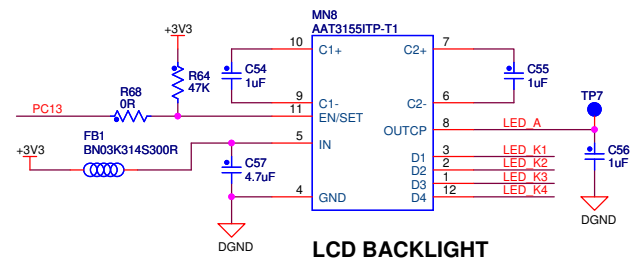 MN8
AAT3155ITP-T1
+3V3
10 C1+ C2+ 7
R64
47K
C54
1uF
C55
1uF
R68
0R
PC13
9 C1- C2- 6
TP7
11 EN/SET
OUTCP 8 LED_A
FB1
BN03K314S300R
+3V3
5 IN
C57
4.7uF
D1 3 LED_K1
D2 2 LED_K2
D3 1 LED_K3
D4 12 LED_K4
C56
1uF
4 GND
DGND
DGND
LCD BACKLIGHT